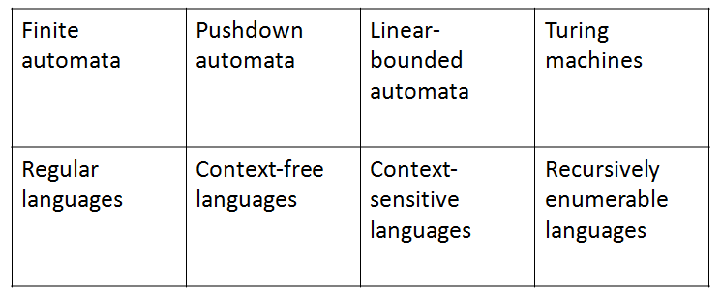 Finite
automata
Pushdown
automata
Linear-
bounded
automata
Turing
machines
Regular
languages
Context-free
languages
Context-
sensitive
languages
Recursively
enumerable
languages